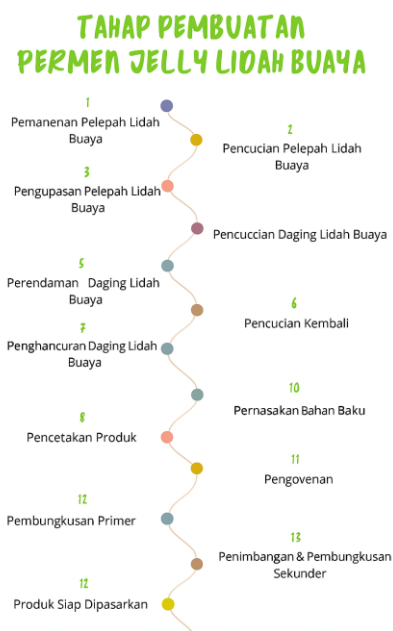 TAHAP PEMBUATAN
PERMEN JELLY LIDAH BUAYA
1
Pemanenan Pelepah Lidah
Buaya
2
Pencucian Pelepah Lidah
Buaya
3
Pengupasan Pelepah Lidah
Buaya
Pencuccian Daging Lidah Buaya
5
Perendaman Daging Lidah
Buaya
6
Pencucian Kembali
7
Penghancuran Daging Lidah
Buaya
10
Pernasakan Bahan Baku
8
Pencetakan Produk
11
Pengovenan
12
Pembungkusan Primer
13
Penimbangan & Pembungkusan
Sekunder
12
Produk Siap Dipasarkan